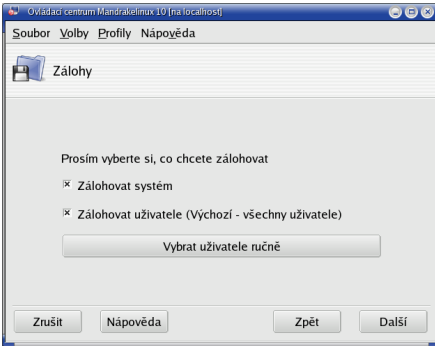 Ovládací centrum Mandrakelinux 10 [na localhost]
Soubor Volby Profily Nápověda
Zálohy
Prosím vyberte si, co chcete zálohovat
Zálohovat systém
Zálohovat uživatele (Výchozí - všechny uživatele)
Vybrat uživatele ručně
Zrušit Nápověda Zpět Další